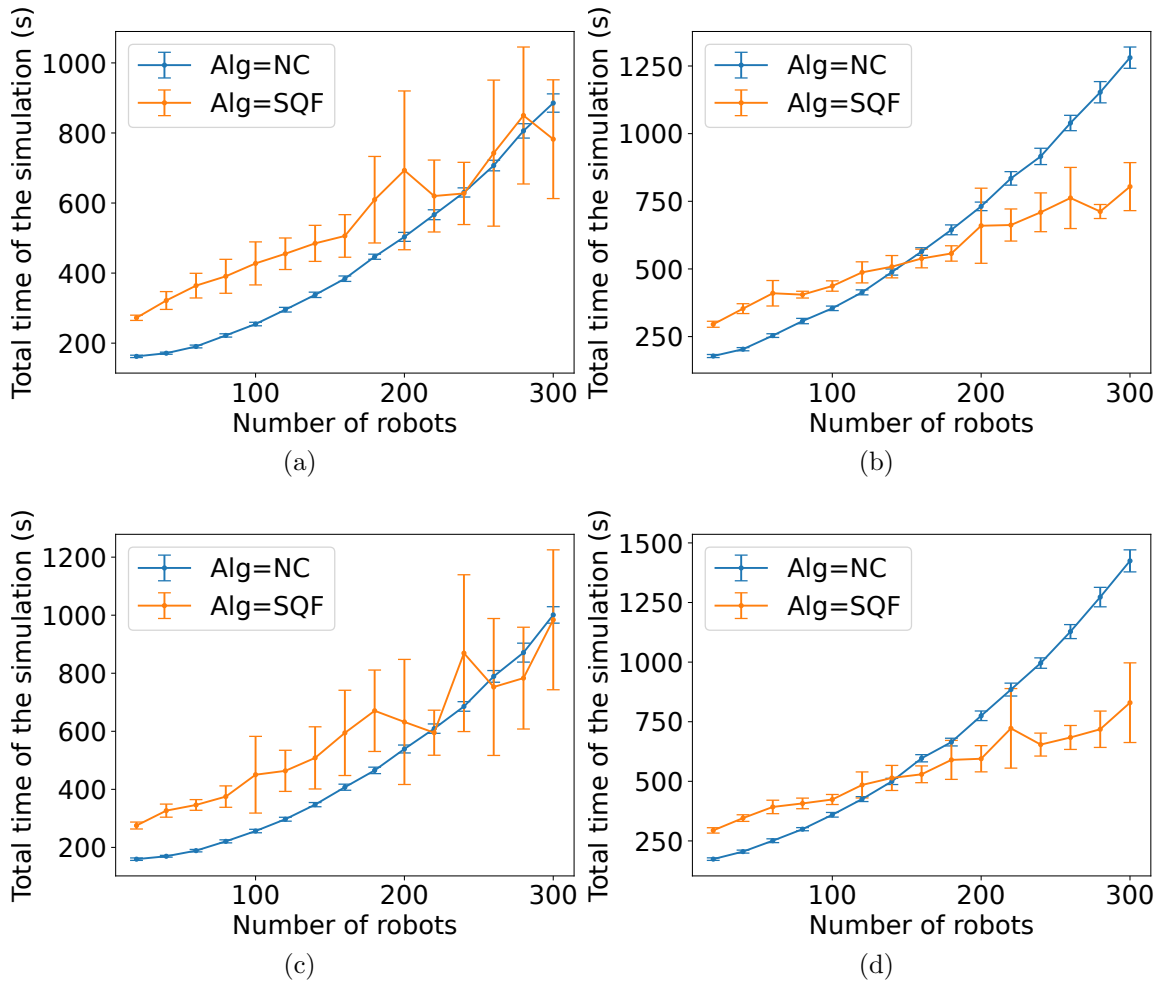 Total time of the simulation (s)
1000
800
600
400
200
Alg=NC
Alg=SQF
100
200
300
Number of robots
(a)
Total time of the simulation (s)
1250
1000
750
500
250
Alg=NC
Alg=SQF
100
200
300
Number of robots
(b)
Total time of the simulation (s)
1200
1000
800
600
400
200
Alg=NC
Alg=SQF
100
200
300
Number of robots
(c)
Total time of the simulation (s)
1500
1250
1000
750
500
250
Alg=NC
Alg=SQF
100
200
300
Number of robots
(d)